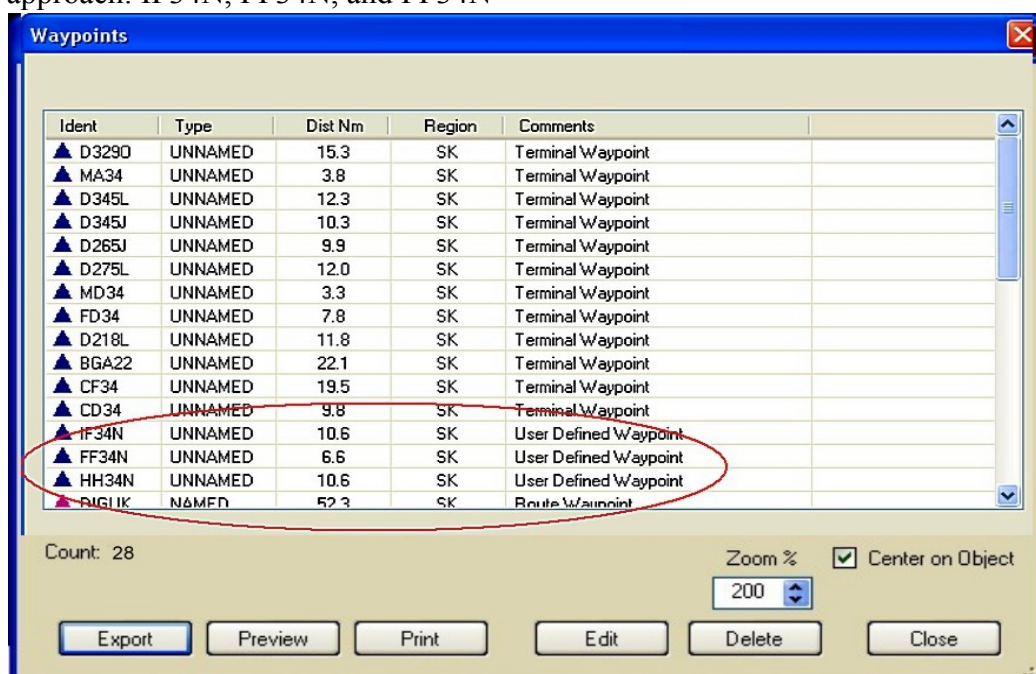 Waypoints
Ident Type Dist Nm Region Comments
D329O UNNAMED 15.3 SK Terminal Waypoint
MA34 UNNAMED 3.8 SK Terminal Waypoint
D345L UNNAMED 12.3 SK Terminal Waypoint
D345J UNNAMED 10.3 SK Terminal Waypoint
D265J UNNAMED 9.9 SK Terminal Waypoint
D275L UNNAMED 12.0 SK Terminal Waypoint
MD34 UNNAMED 3.3 SK Terminal Waypoint
FD34 UNNAMED 7.8 SK Terminal Waypoint
D218L UNNAMED 11.8 SK Terminal Waypoint
BGA22 UNNAMED 22.1 SK Terminal Waypoint
CF34 UNNAMED 19.5 SK Terminal Waypoint
CD34 UNNAMED 9.8 SK Terminal Waypoint
IF34N UNNAMED 10.6 SK User Defined Waypoint
FF34N UNNAMED 6.6 SK User Defined Waypoint
HH34N UNNAMED 10.6 SK User Defined Waypoint
NAMED 52.3 SK Route Waypoint
Count: 28
Zoom % Center on Object
200
Export Preview Print Edit Delete Close